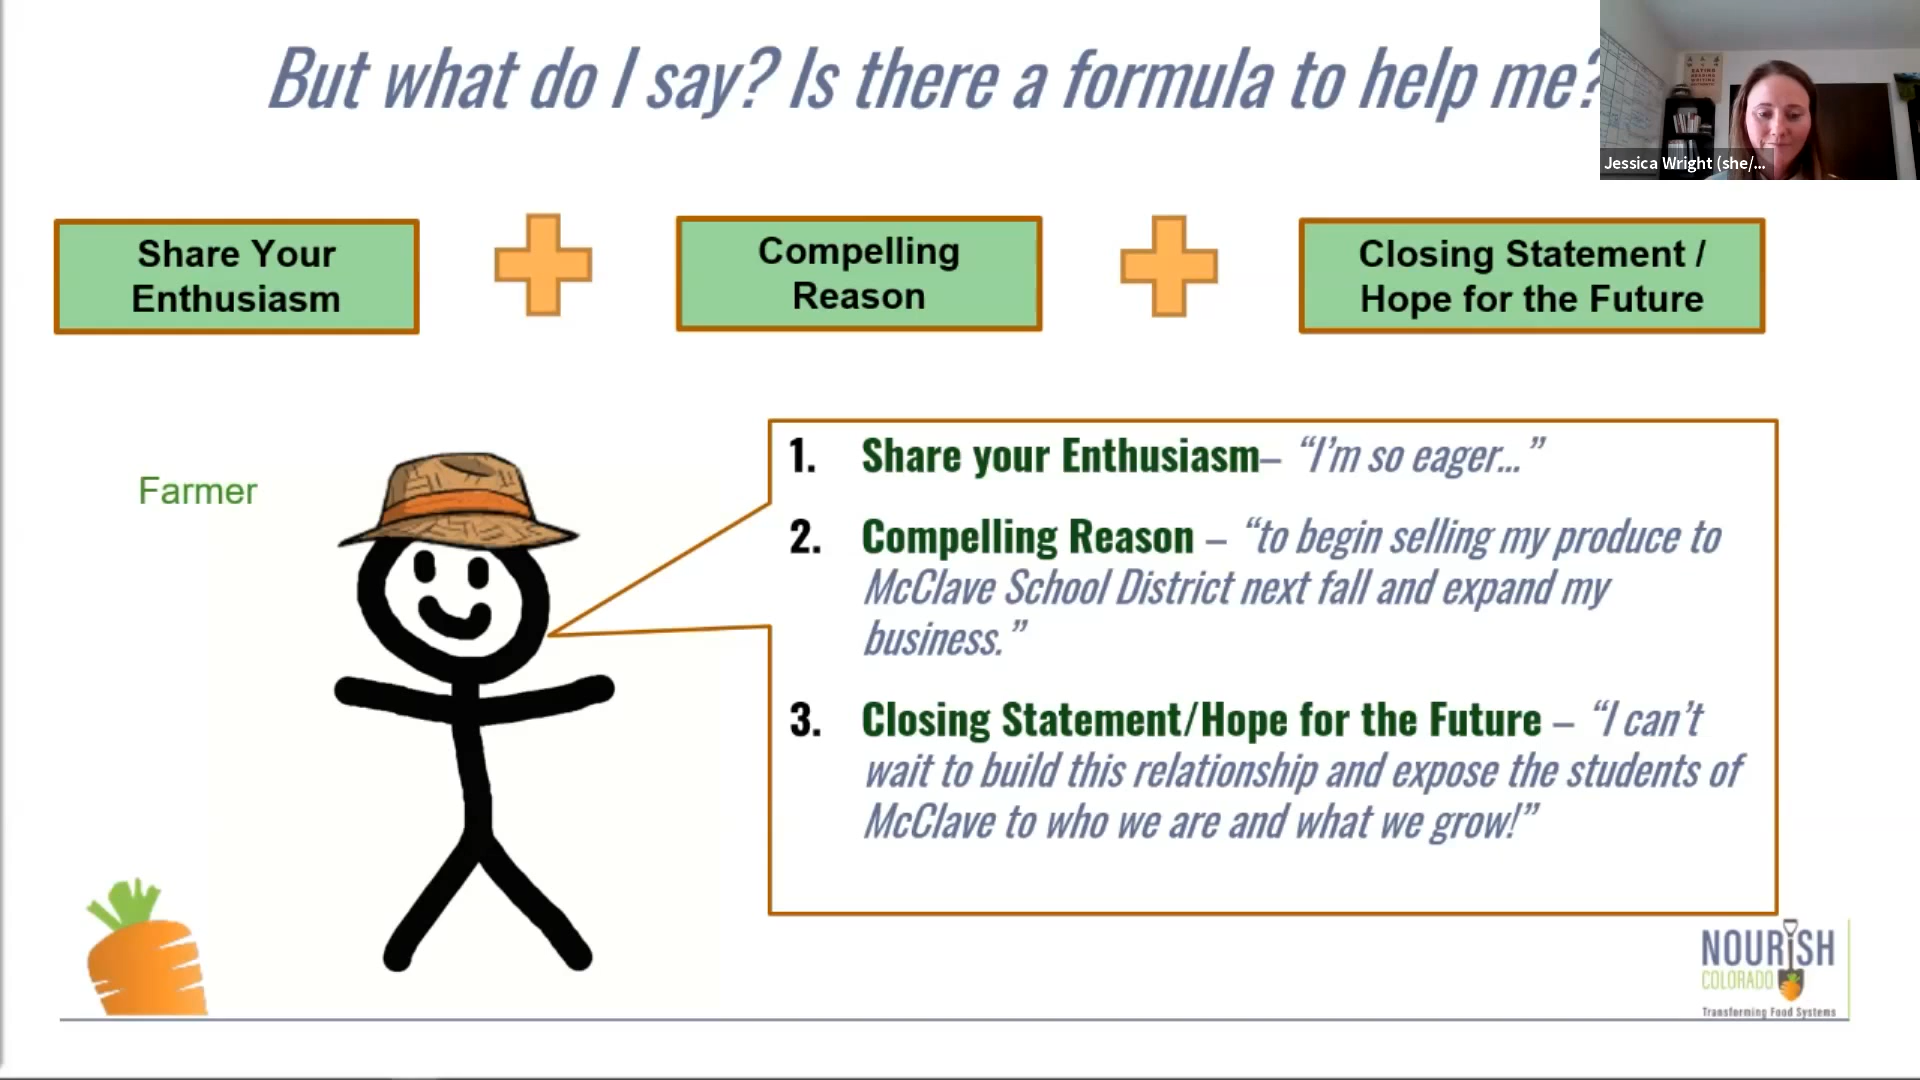 But what do I say? Is there a formula to help me?
Jessica Wright (she/...
Share Your
Enthusiasm
Compelling
Reason
Closing Statement /
Hope for the Future
Farmer
1. Share your Enthusiasm– “I’m so eager...”
2. Compelling Reason – “to begin selling my produce to
McClave School District next fall and expand my
business.”
3. Closing Statement/Hope for the Future – “I can’t
wait to build this relationship and expose the students of
McClave to who we are and what we grow!”
NOURISH
COLORADO
Transforming Food Systems